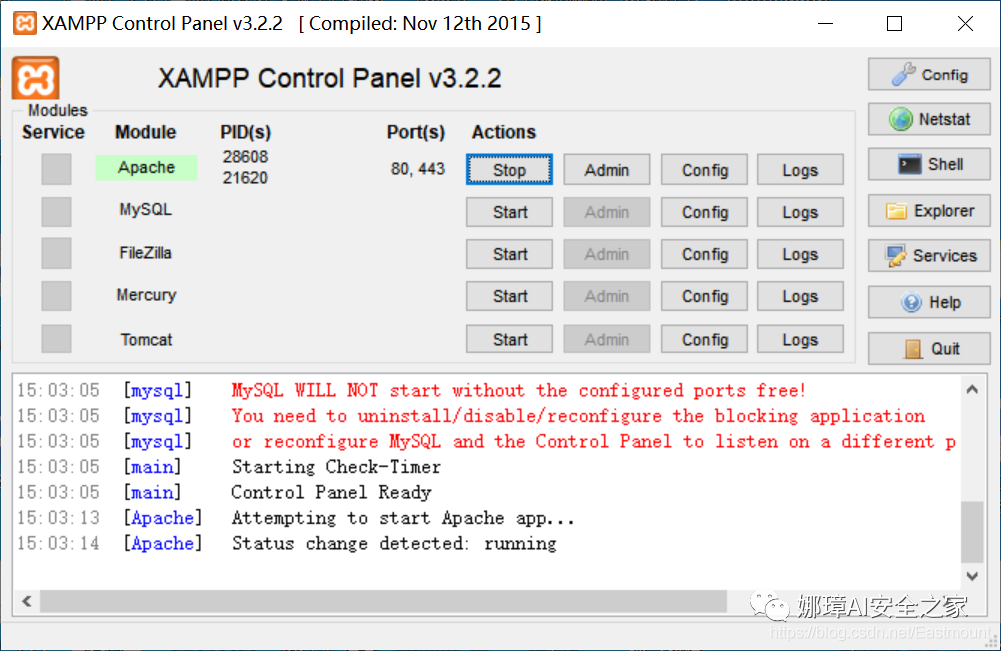 XAMPP Control Panel v3.2.2 [ Compiled: Nov 12th 2015 ]
XAMPP Control Panel v3.2.2
Config
Modules
Service Module PID(s) Port(s) Actions
Netstat
Apache 28608 21620 80, 443 Stop Admin Config Logs
Shell
MySQL Start Admin Config Logs
Explorer
FileZilla Start Admin Config Logs
Services
Mercury Start Admin Config Logs
Help
Tomcat Start Admin Config Logs
Quit
15:03:05 [mysql] MySQL WILL NOT start without the configured ports free!
15:03:05 [mysql] You need to uninstall/disable/reconfigure the blocking application
15:03:05 [mysql] or reconfigure MySQL and the Control Panel to listen on a different p
15:03:05 [main] Starting Check-Timer
15:03:05 [main] Control Panel Ready
15:03:13 [Apache] Attempting to start Apache app...
15:03:14 [Apache] Status change detected: running
娜璋AI安全之家
https://blog.csdn.net/Eastmount